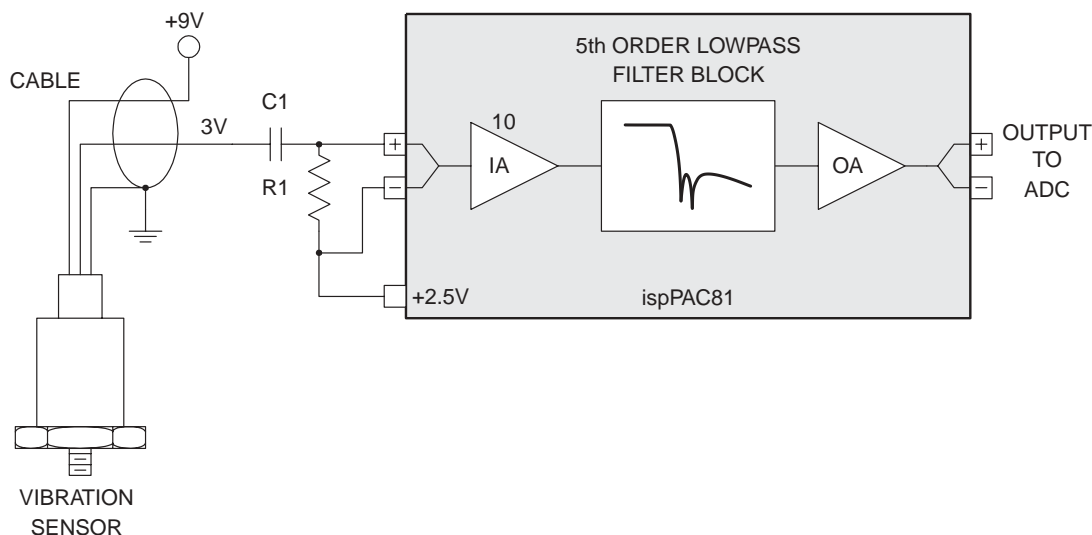 +9V
CABLE
C1
3V
R1
5th ORDER LOWPASS
FILTER BLOCK
10
+
IA
−
OA
+
−
OUTPUT
TO
ADC
+2.5V
ispPAC81
VIBRATION
SENSOR